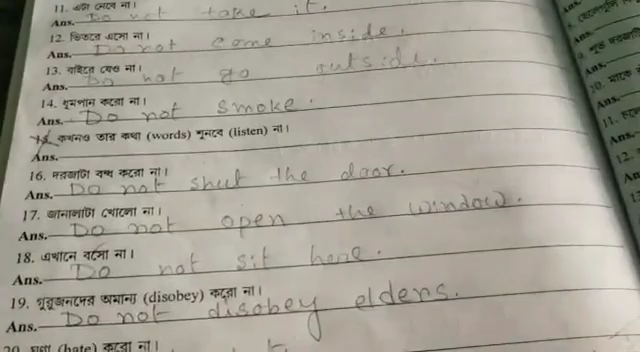 11. এটা নেবে না।
Ans. Do not take it.
12. ভিতরে এসো না।
Ans. Do not come inside.
13. বাইরে যেও না।
Ans. Do not go outside.
14. ধূমপান করো না।
Ans. Do not smoke.
15. কখনও তার কথা (words) শুনবে (listen) না।
Ans.
16. দরজাটা বন্ধ করো না।
Ans. Do not shut the door.
17. জানালাটা খোলো না।
Ans. Do not open the window.
18. এখানে বসো না।
Ans. Do not sit here.
19. গুরুজনদের অমান্য (disobey) করো না।
Ans. Do not disobey elders.
20. ঘৃণা (hate) করো না।